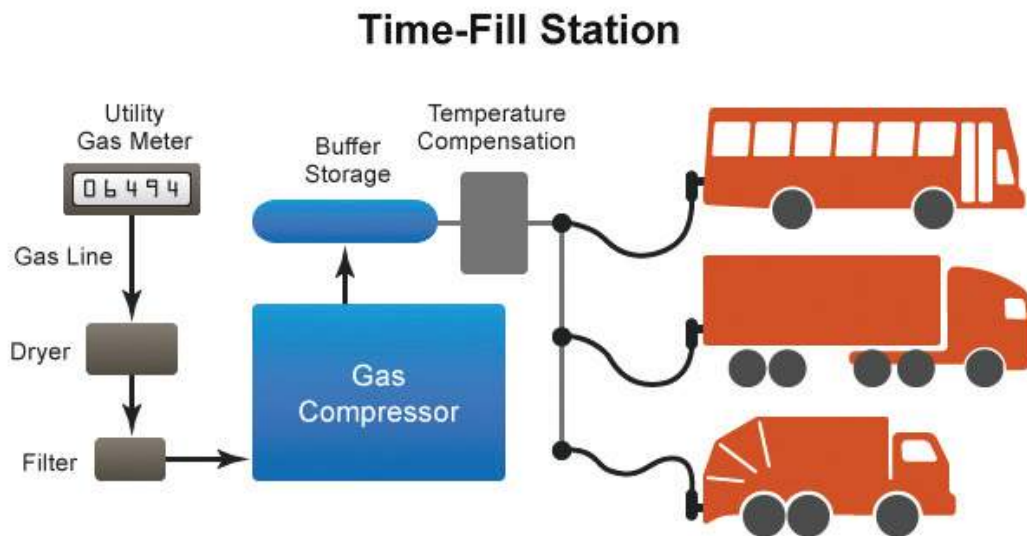 Time-Fill Station
Utility
Gas Meter
06494
Gas Line
Dryer
Filter
Buffer
Storage
Gas
Compressor
Temperature
Compensation